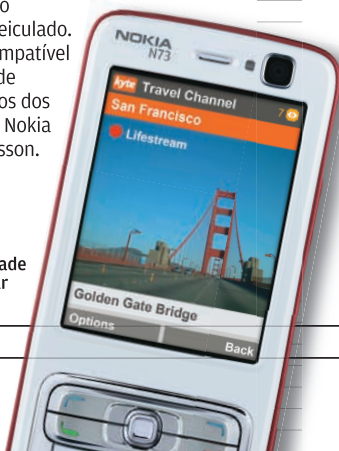 o
eiculado.
mpatível
de
os dos
Nokia
sson.
ade
r
NOKIA
N73
kyte Travel Channel
San Francisco 7
Lifestream
Golden Gate Bridge
Options Back